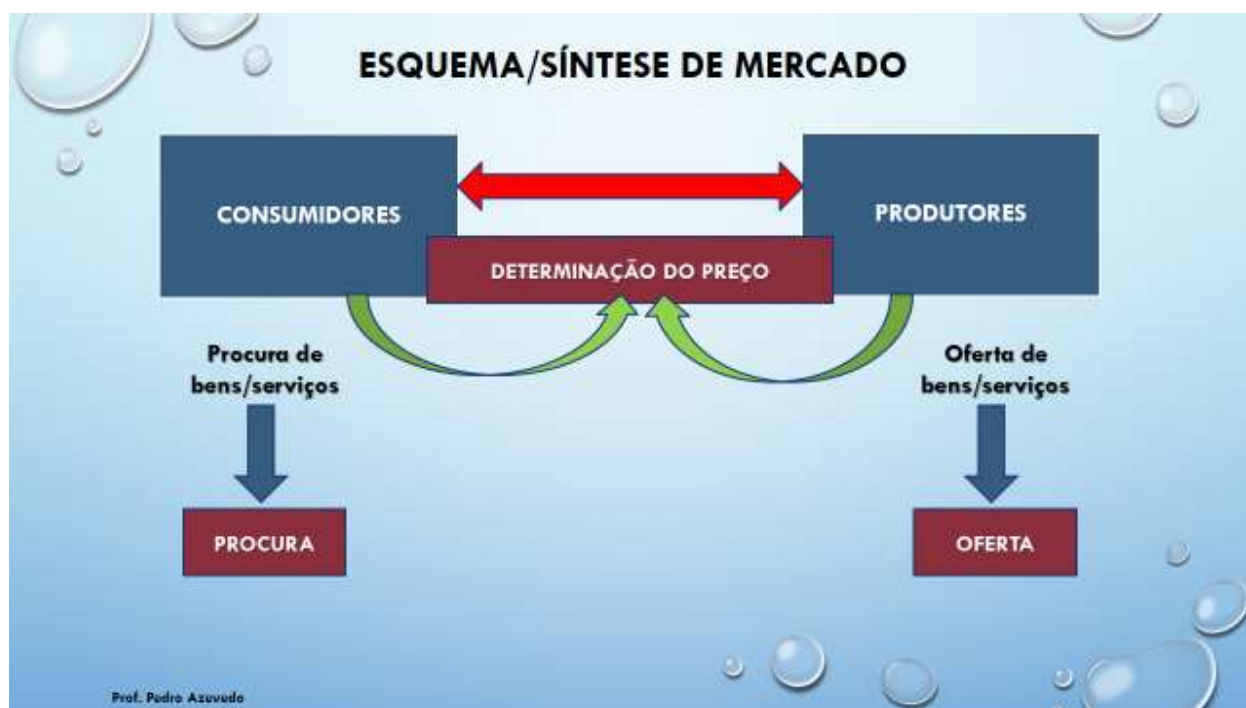 ESQUEMA/SÍNTESE DE MERCADO
CONSUMIDORES
PRODUTORES
DETERMINAÇÃO DO PREÇO
Procura de
bens/serviços
Oferta de
bens/serviços
PROCURA
OFERTA
Prof. Pedro Azevedo